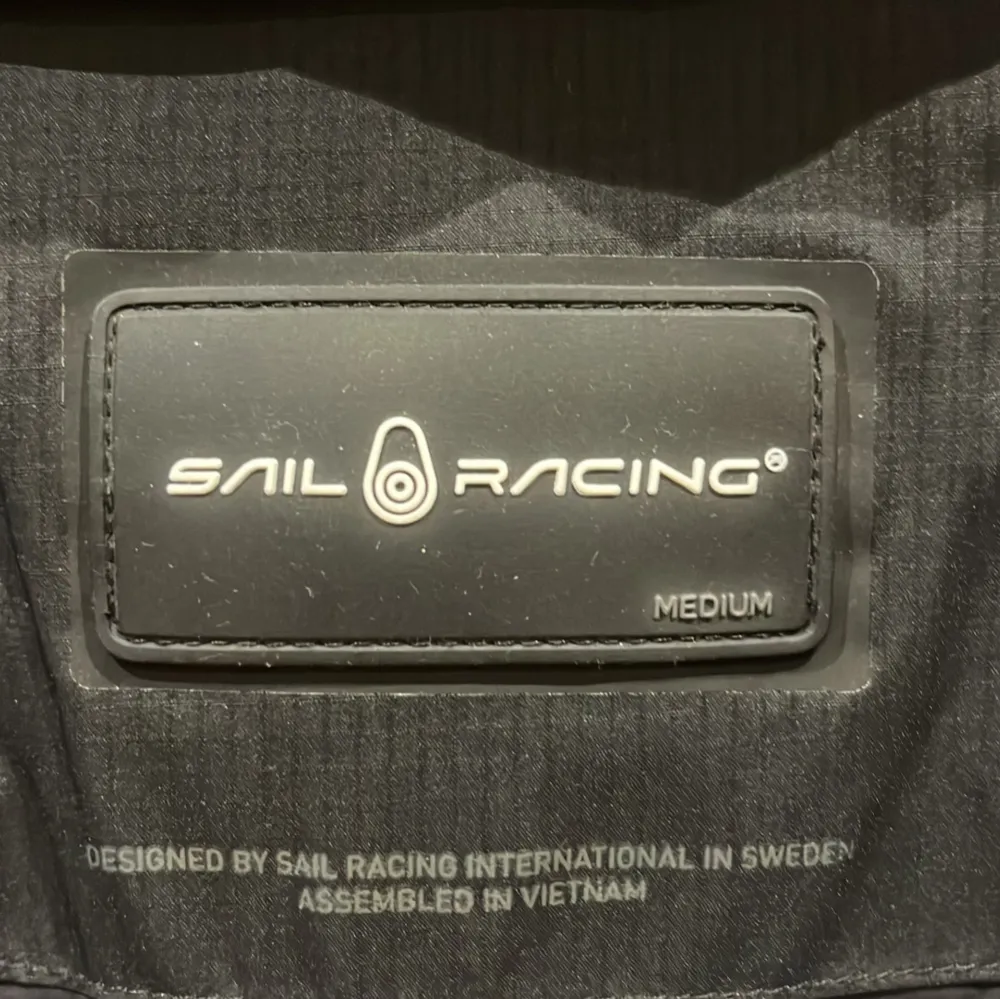 SAIL RACING®
MEDIUM
DESIGNED BY SAIL RACING INTERNATIONAL IN SWEDEN
ASSEMBLED IN VIETNAM